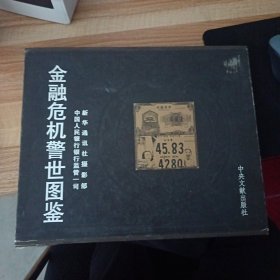 金融危机警世图鉴
新华通讯社摄影部
中国人民银行银行监管一司
45.83
4280
中央文献出版社